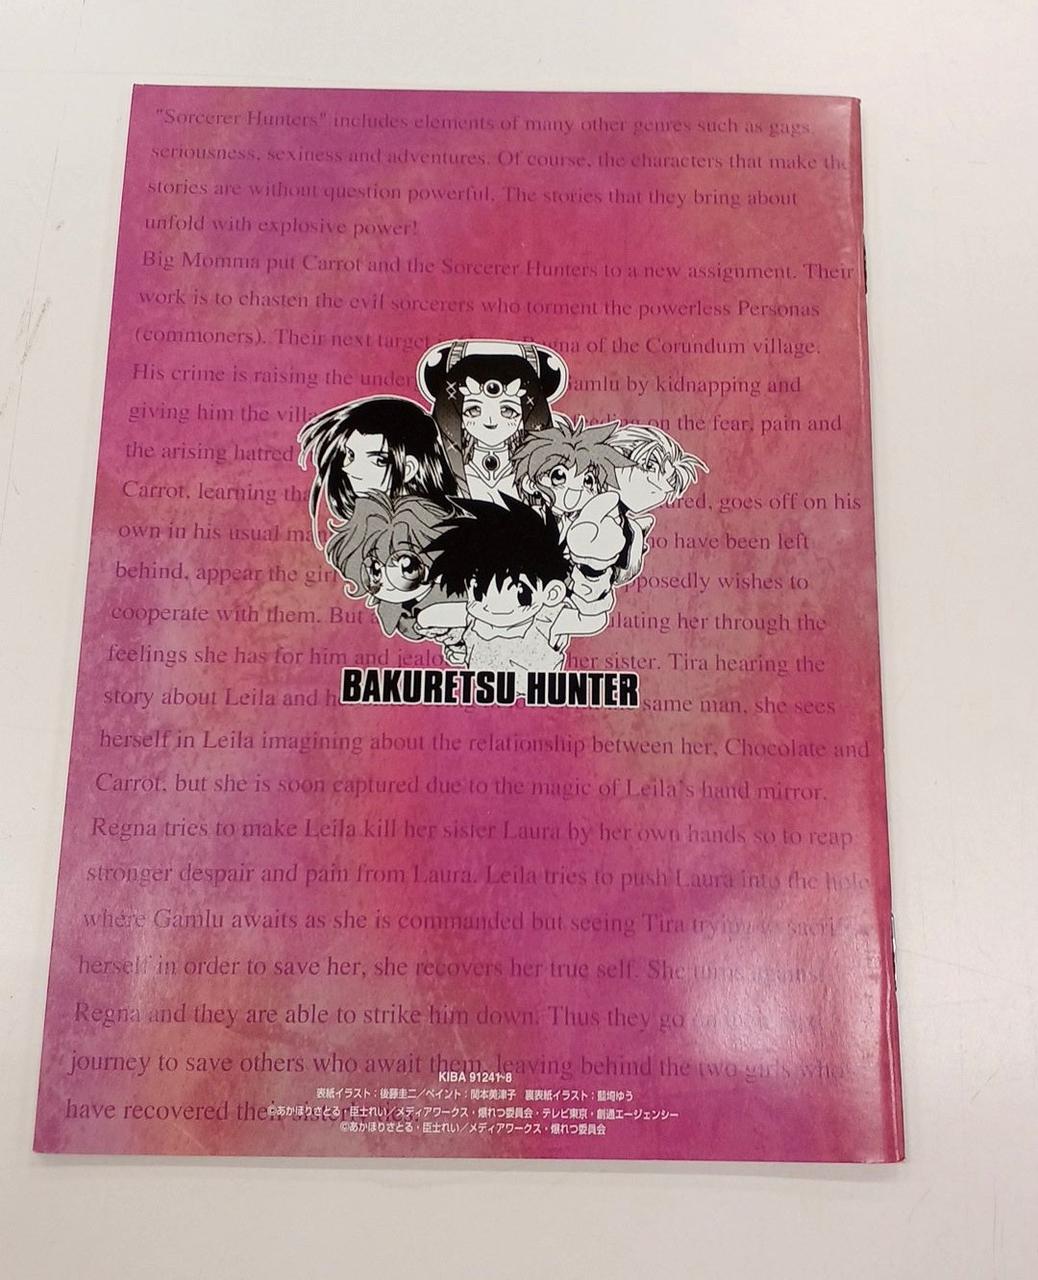 "Sorcerer Hunters" includes elements of many other genres such as gags,
seriousness, sexiness and adventures. Of course, the characters that make the
stories are without question powerful. The stories that they bring about
unfold with explosive power!
Big Momma put Carrot and the Sorcerer Hunters to a new assignment. Their
work is to chasten the evil sorcerers who torment the powerless Personas
(commoners). Their next target of the Corundum village.
His crime is raising the under amlu by kidnapping and
giving him the villa on the fear, pain and
the arising hatred
Carrot, learning tha red, goes off on his
own in his usual ma ho have been left
behind, appear the girl pposedly wishes to
cooperate with them. But lating her through the
feelings she has for him and jealo her sister. Tira hearing the
story about Leila and h same man, she sees
BAKURETSU HUNTER
herself in Leila imagining about the relationship between her, Chocolate and
Carrot, but she is soon captured due to the magic of Leila's hand mirror.
Regna tries to make Leila kill her sister Laura by her own hands so to reap
stronger despair and pain from Laura. Leila tries to push Laura into the hole
where Gamlu awaits as she is commanded but seeing Tira trying to sacri
herself in order to save her, she recovers her true self. She turns against
Regna and they are able to strike him down. Thus they go on their
journey to save others who await them, leaving behind the two girls who
have recovered their
KIBA 91241~8
表紙イラスト：後藤圭二／ペイント：関本美津子 裏表紙イラスト：藍埼ゆう
©あかほりさとる・臣士れい／メディアワークス・爆れつ委員会・テレビ東京・創通エージェンシー
©あかほりさとる・臣士れい／メディアワークス・爆れつ委員会